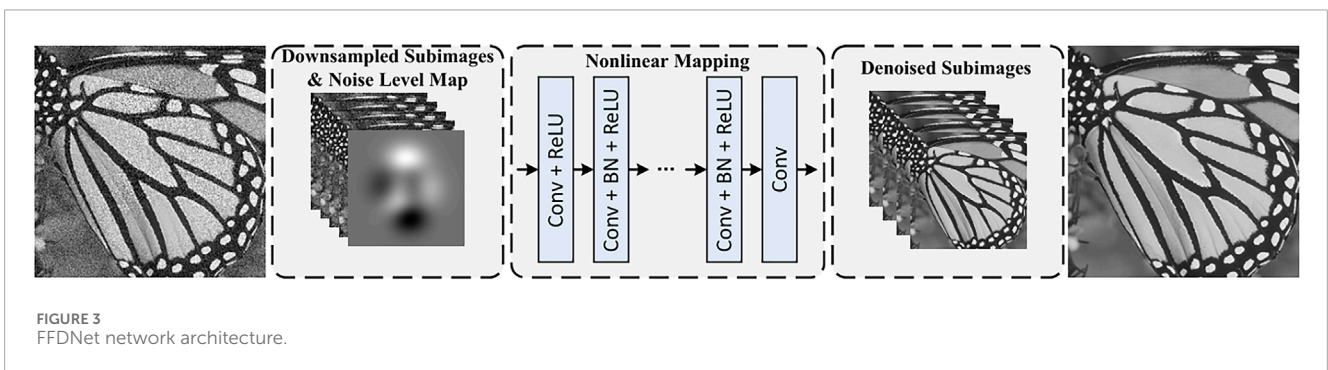 Downsampled Subimages
& Noise Level Map
Nonlinear Mapping
Conv + ReLU
Conv + BN + ReLU
...
Conv + BN + ReLU
Conv
Denoised Subimages
FIGURE 3
FFDNet network architecture.